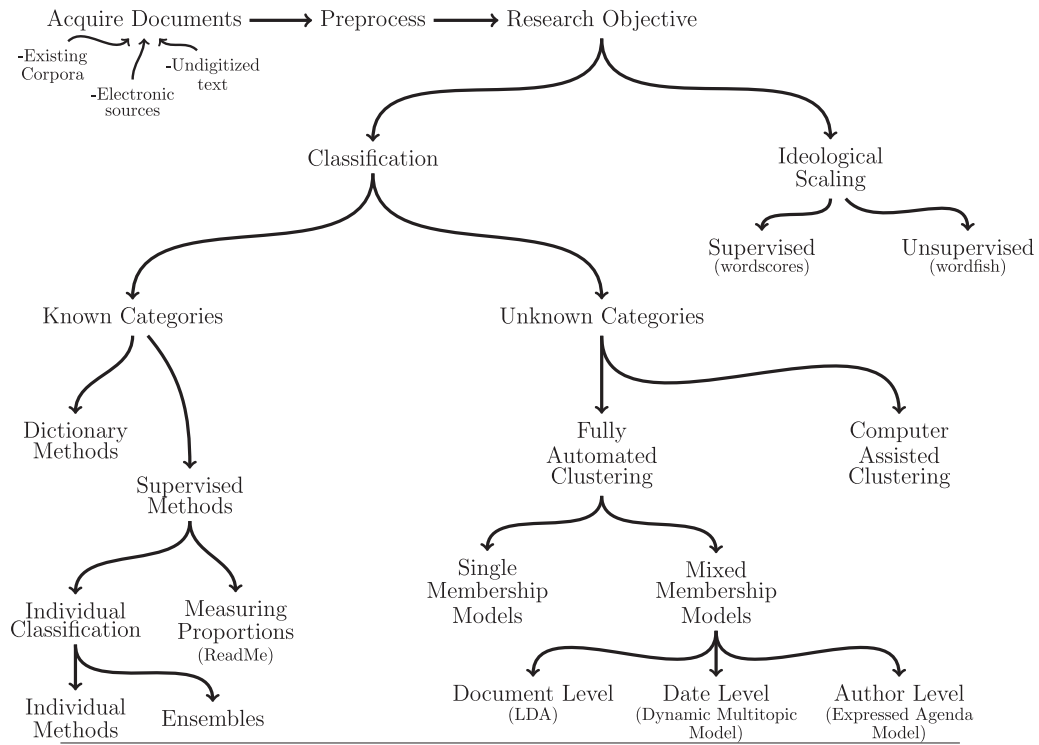 Acquire Documents
Preprocess
Research Objective
-Existing
Corpora
-Electronic
sources
-Undigitized
text
Classification
Ideological
Scaling
Supervised
(wordscores)
Unsupervised
(wordfish)
Known Categories
Unknown Categories
Dictionary
Methods
Supervised
Methods
Fully
Automated
Clustering
Computer
Assisted
Clustering
Individual
Classification
Measuring
Proportions
(ReadMe)
Single
Membership
Models
Mixed
Membership
Models
Individual
Methods
Ensembles
Document Level
(LDA)
Date Level
(Dynamic Multitopic
Model)
Author Level
(Expressed Agenda
Model)